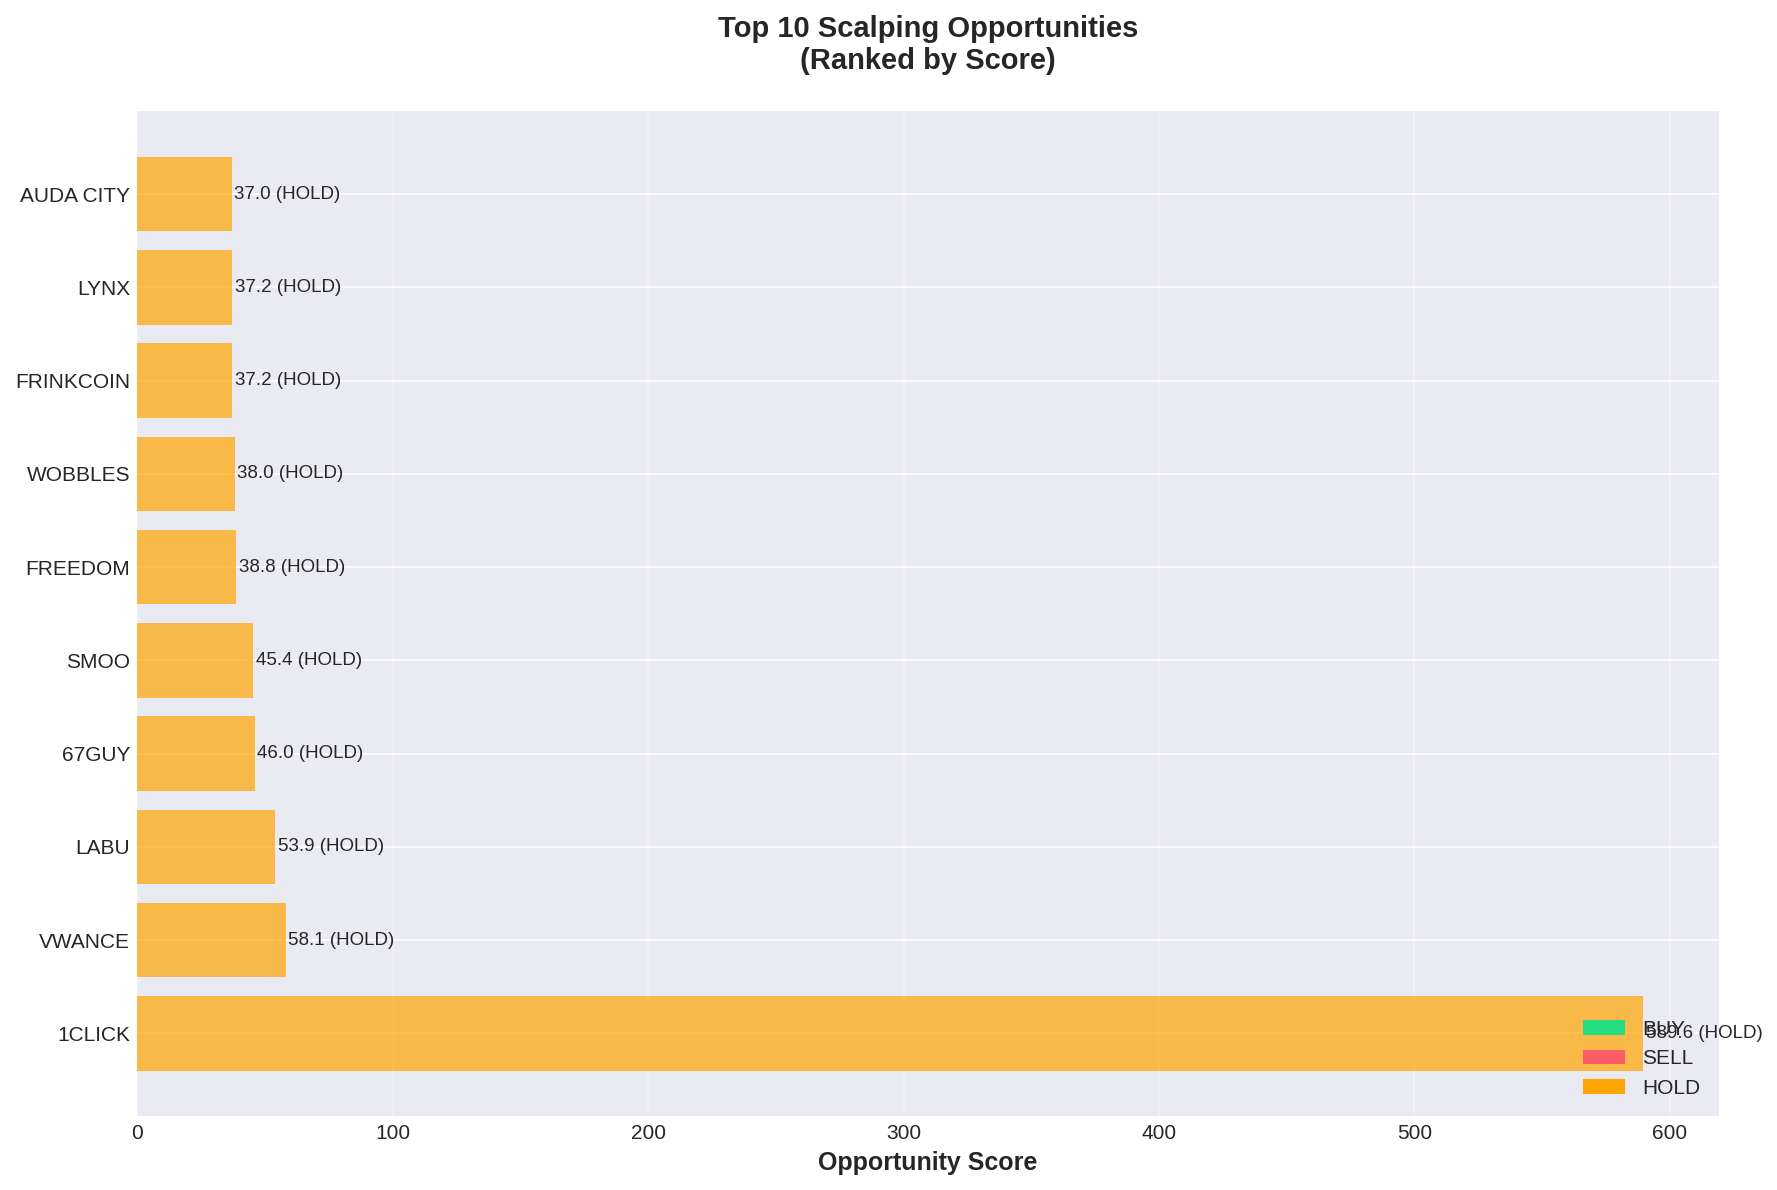 Top 10 Scalping Opportunities
(Ranked by Score)
AUDA CITY
37.0 (HOLD)
LYNX
37.2 (HOLD)
FRINKCOIN
37.2 (HOLD)
WOBBLES
38.0 (HOLD)
FREEDOM
38.8 (HOLD)
SMOO
45.4 (HOLD)
67GUY
46.0 (HOLD)
LABU
53.9 (HOLD)
VWANCE
58.1 (HOLD)
1CLICK
589.6 (HOLD)
BUY
SELL
HOLD
0 100 200 300 400 500 600
Opportunity Score